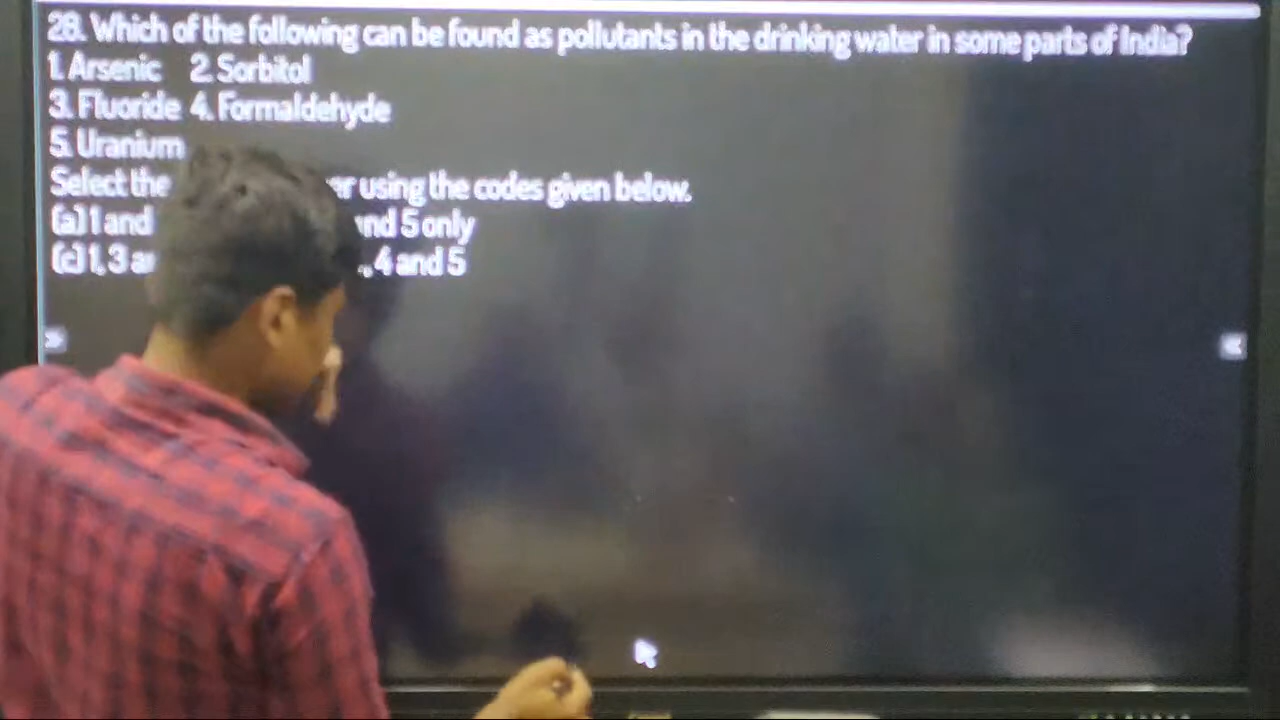 28. Which of the following can be found as pollutants in the drinking water in some parts of India?
1. Arsenic 2. Sorbitol
3. Fluoride 4. Formaldehyde
5. Uranium
Select the er using the codes given below.
(a) 1 and nd 5 only
(c) 1, 3 a , 4 and 5